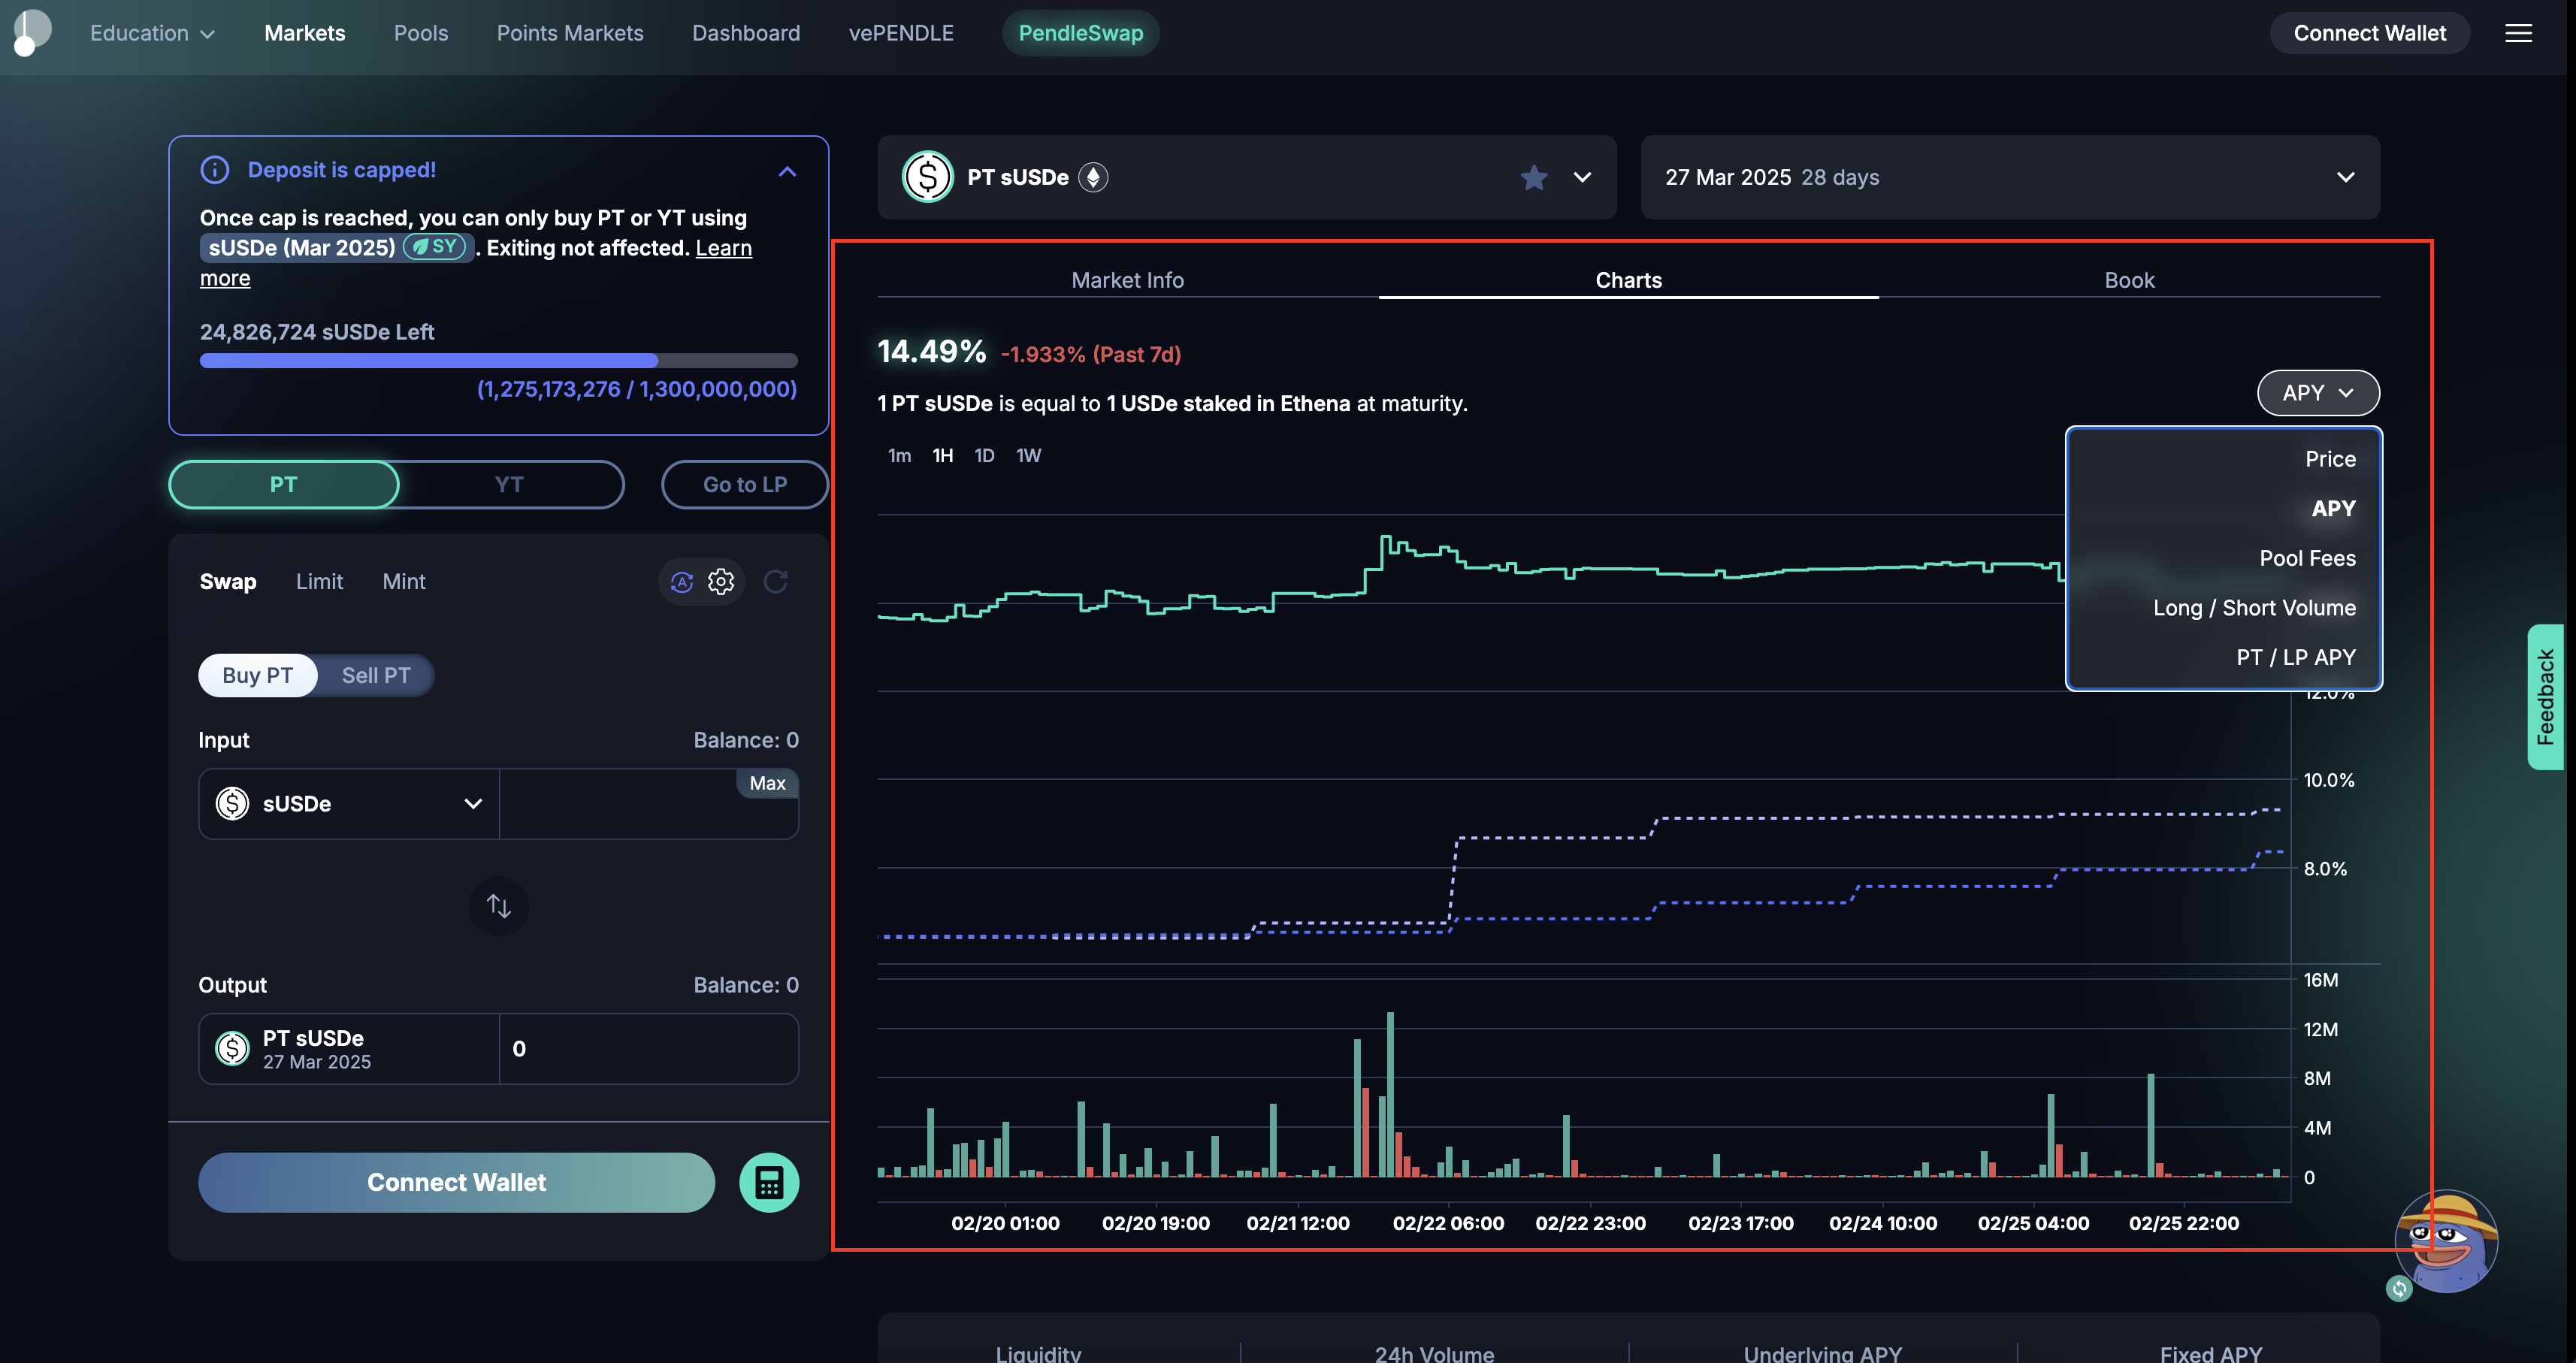 Education
Markets
Pools
Points Markets
Dashboard
vePENDLE
PendleSwap
Connect Wallet
Deposit is capped!
Once cap is reached, you can only buy PT or YT using
sUSDe (Mar 2025) SY . Exiting not affected. Learn
more
24,826,724 sUSDe Left
(1,275,173,276 / 1,300,000,000)
PT
YT
Go to LP
Swap
Limit
Mint
A
Buy PT
Sell PT
Input
Balance: 0
sUSDe
Max
Output
Balance: 0
PT sUSDe
27 Mar 2025
0
Connect Wallet
PT sUSDe
27 Mar 2025 28 days
Market Info
Charts
Book
14.49% -1.933% (Past 7d)
1 PT sUSDe is equal to 1 USDe staked in Ethena at maturity.
APY
1m 1H 1D 1W
Price
APY
Pool Fees
Long / Short Volume
PT / LP APY
12.0%
10.0%
8.0%
16M
12M
8M
4M
0
02/20 01:00
02/20 19:00
02/21 12:00
02/22 06:00
02/22 23:00
02/23 17:00
02/24 10:00
02/25 04:00
02/25 22:00
Feedback
Liquidity
24h Volume
Underlying APY
Fixed APY